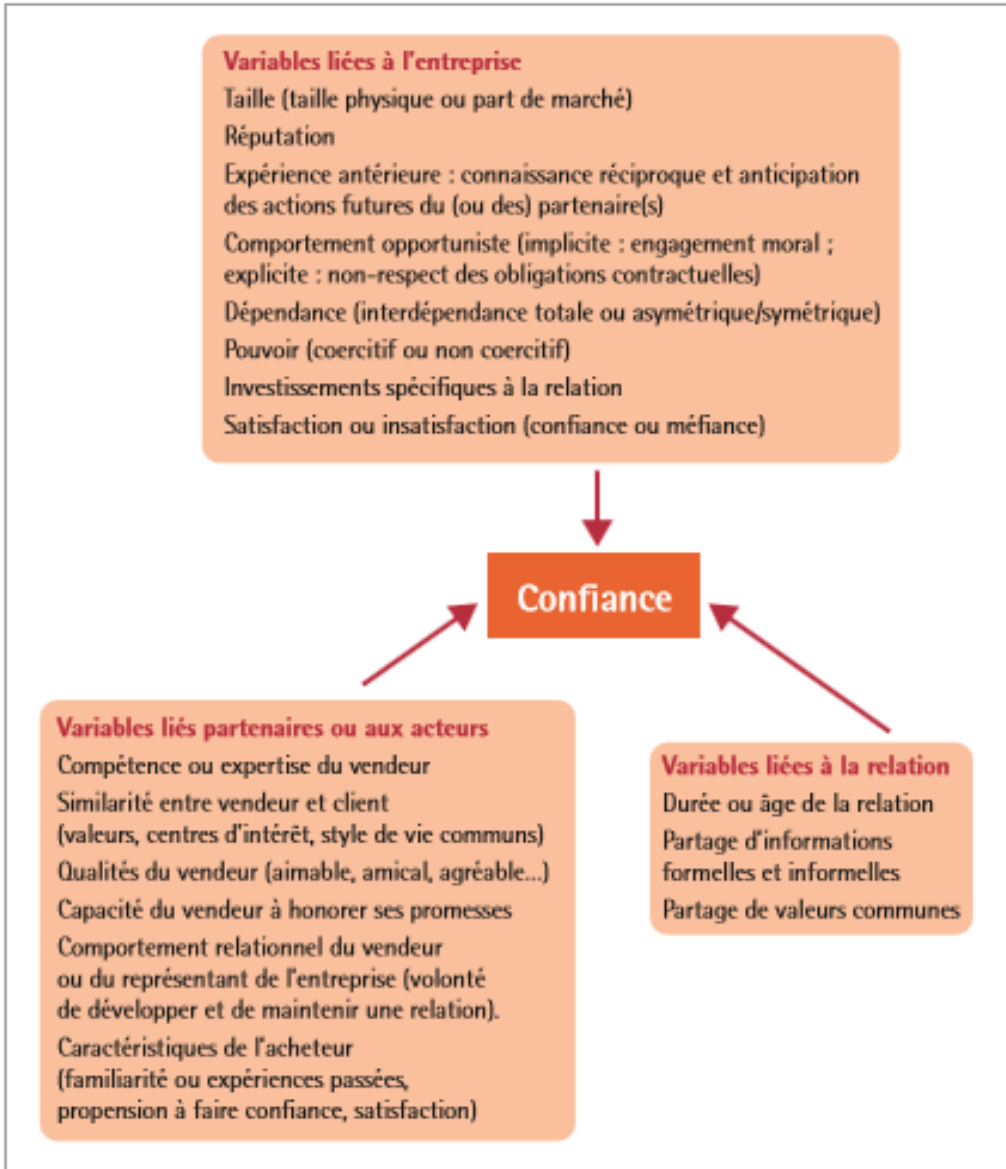 Variables liées à l'entreprise
Taille (taille physique ou part de marché)
Réputation
Expérience antérieure : connaissance réciproque et anticipation
des actions futures du (ou des) partenaire(s)
Comportement opportuniste (implicite : engagement moral ;
explicite : non-respect des obligations contractuelles)
Dépendance (interdépendance totale ou asymétrique/symétrique)
Pouvoir (coercitif ou non coercitif)
Investissements spécifiques à la relation
Satisfaction ou insatisfaction (confiance ou méfiance)
Confiance
Variables liés partenaires ou aux acteurs
Compétence ou expertise du vendeur
Similarité entre vendeur et client
(valeurs, centres d'intérêt, style de vie communs)
Qualités du vendeur (aimable, amical, agréable...)
Capacité du vendeur à honorer ses promesses
Comportement relationnel du vendeur
ou du représentant de l'entreprise (volonté
de développer et de maintenir une relation).
Caractéristiques de l'acheteur
(familiarité ou expériences passées,
propension à faire confiance, satisfaction)
Variables liées à la relation
Durée ou âge de la relation
Partage d'informations
formelles et informelles
Partage de valeurs communes